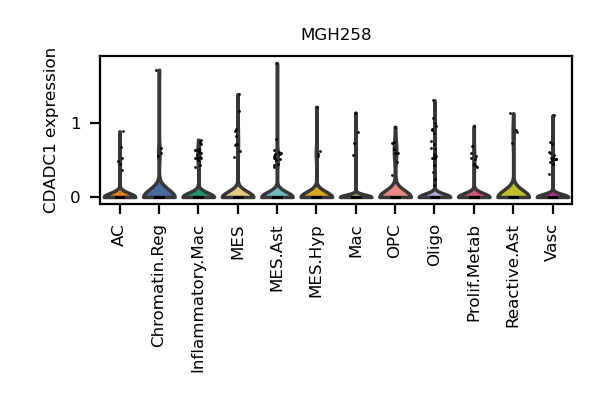 MGH258
CDADC1 expression
1
0
AC
Chromatin.Reg
Inflammatory.Mac
MES
MES.Ast
MES.Hyp
Mac
OPC
Oligo
Prolif.Metab
Reactive.Ast
Vasc